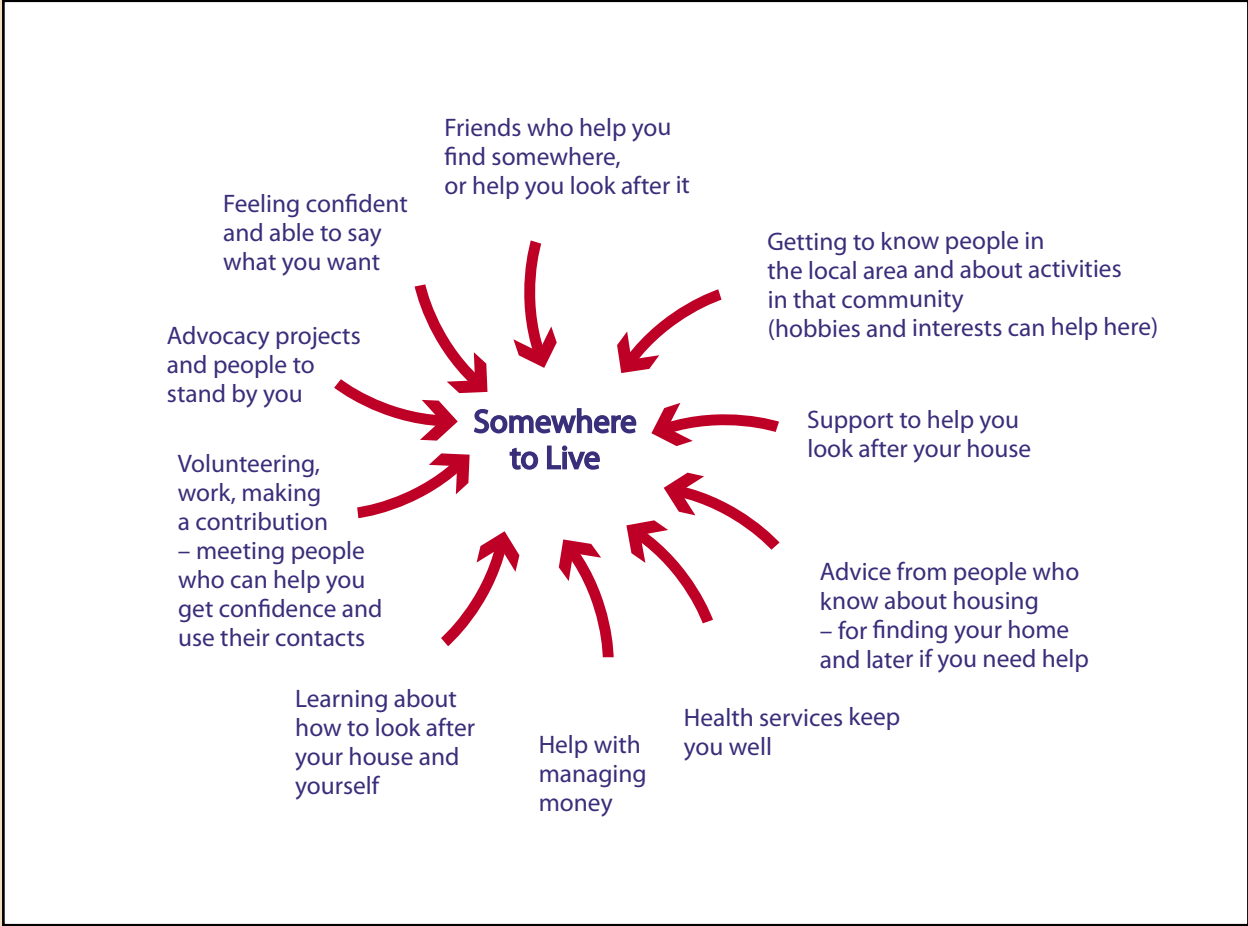 Friends who help you
find somewhere,
or help you look after it
Feeling confident
and able to say
what you want
Getting to know people in
the local area and about activities
in that community
(hobbies and interests can help here)
Advocacy projects
and people to
stand by you
Somewhere
to Live
Support to help you
look after your house
Volunteering,
work, making
a contribution
– meeting people
who can help you
get confidence and
use their contacts
Advice from people who
know about housing
– for finding your home
and later if you need help
Learning about
how to look after
your house and
yourself
Help with
managing
money
Health services keep
you well